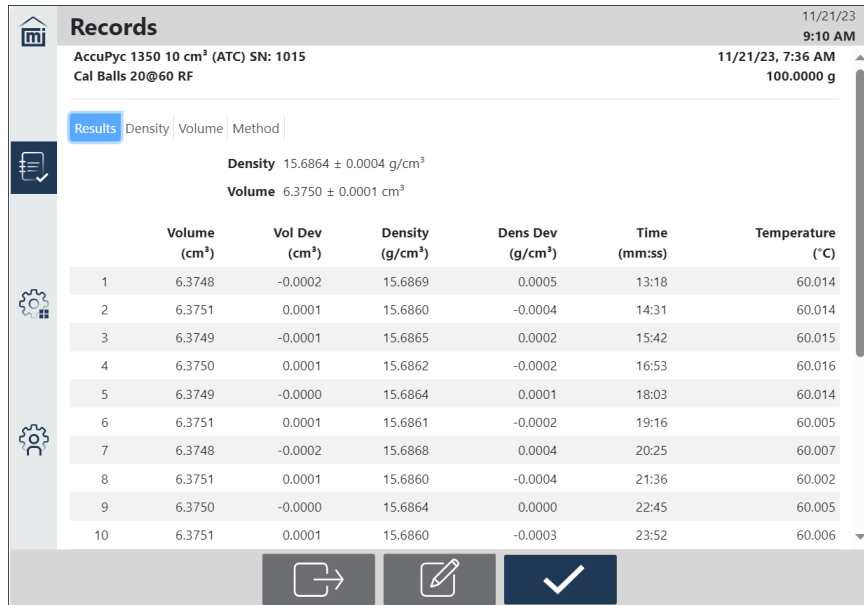 mi
Records
11/21/23
9:10 AM
AccuPyc 1350 10 cm³ (ATC) SN: 1015
11/21/23, 7:36 AM
Cal Balls 20@60 RF
100.0000 g
Results Density Volume Method
Density 15.6864 ± 0.0004 g/cm³
Volume 6.3750 ± 0.0001 cm³
Volume Vol Dev Density Dens Dev Time Temperature
(cm³) (cm³) (g/cm³) (g/cm³) (mm:ss) (°C)
1 6.3748 -0.0002 15.6869 0.0005 13:18 60.014
2 6.3751 0.0001 15.6860 -0.0004 14:31 60.014
3 6.3749 -0.0001 15.6865 0.0002 15:42 60.015
4 6.3750 0.0001 15.6862 -0.0002 16:53 60.016
5 6.3749 -0.0000 15.6864 0.0001 18:03 60.014
6 6.3751 0.0001 15.6861 -0.0002 19:16 60.005
7 6.3748 -0.0002 15.6868 0.0004 20:25 60.007
8 6.3751 0.0001 15.6860 -0.0004 21:36 60.002
9 6.3750 -0.0000 15.6864 0.0000 22:45 60.005
10 6.3751 0.0001 15.6860 -0.0003 23:52 60.006